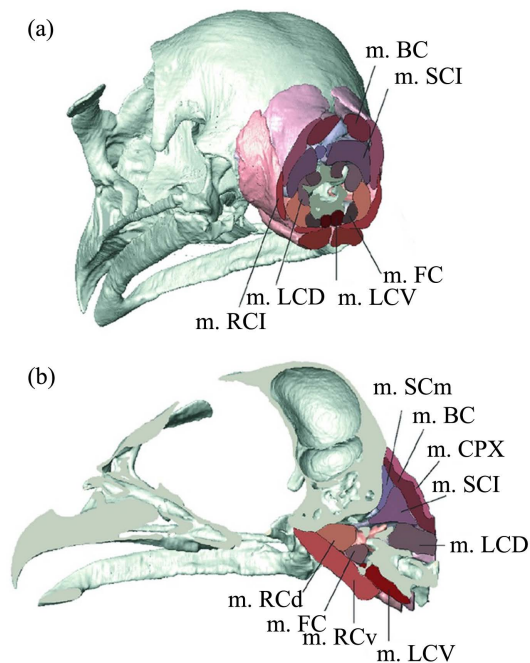 (a)
m. BC
m. SCI
m. FC
m. LCD
m. LCV
m. RCI
(b)
m. SCm
m. BC
m. CPX
m. SCI
m. LCD
m. RCd
m. FC
m. RCv
m. LCV